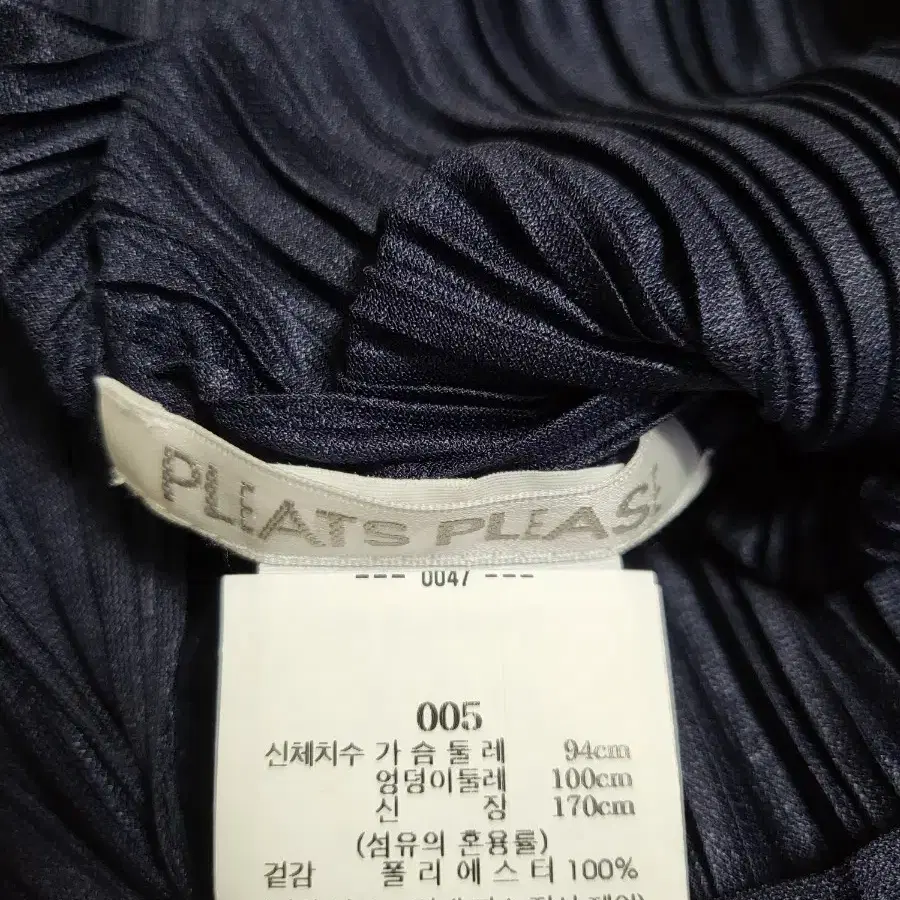 PLEATS PLEASE
--- 0047 ---
005
신체치수 가 슴 둘 레 94cm
엉덩이둘레 100cm
신 장 170cm
(섬유의 혼용률)
겉감 폴 리 에 스 터 100%